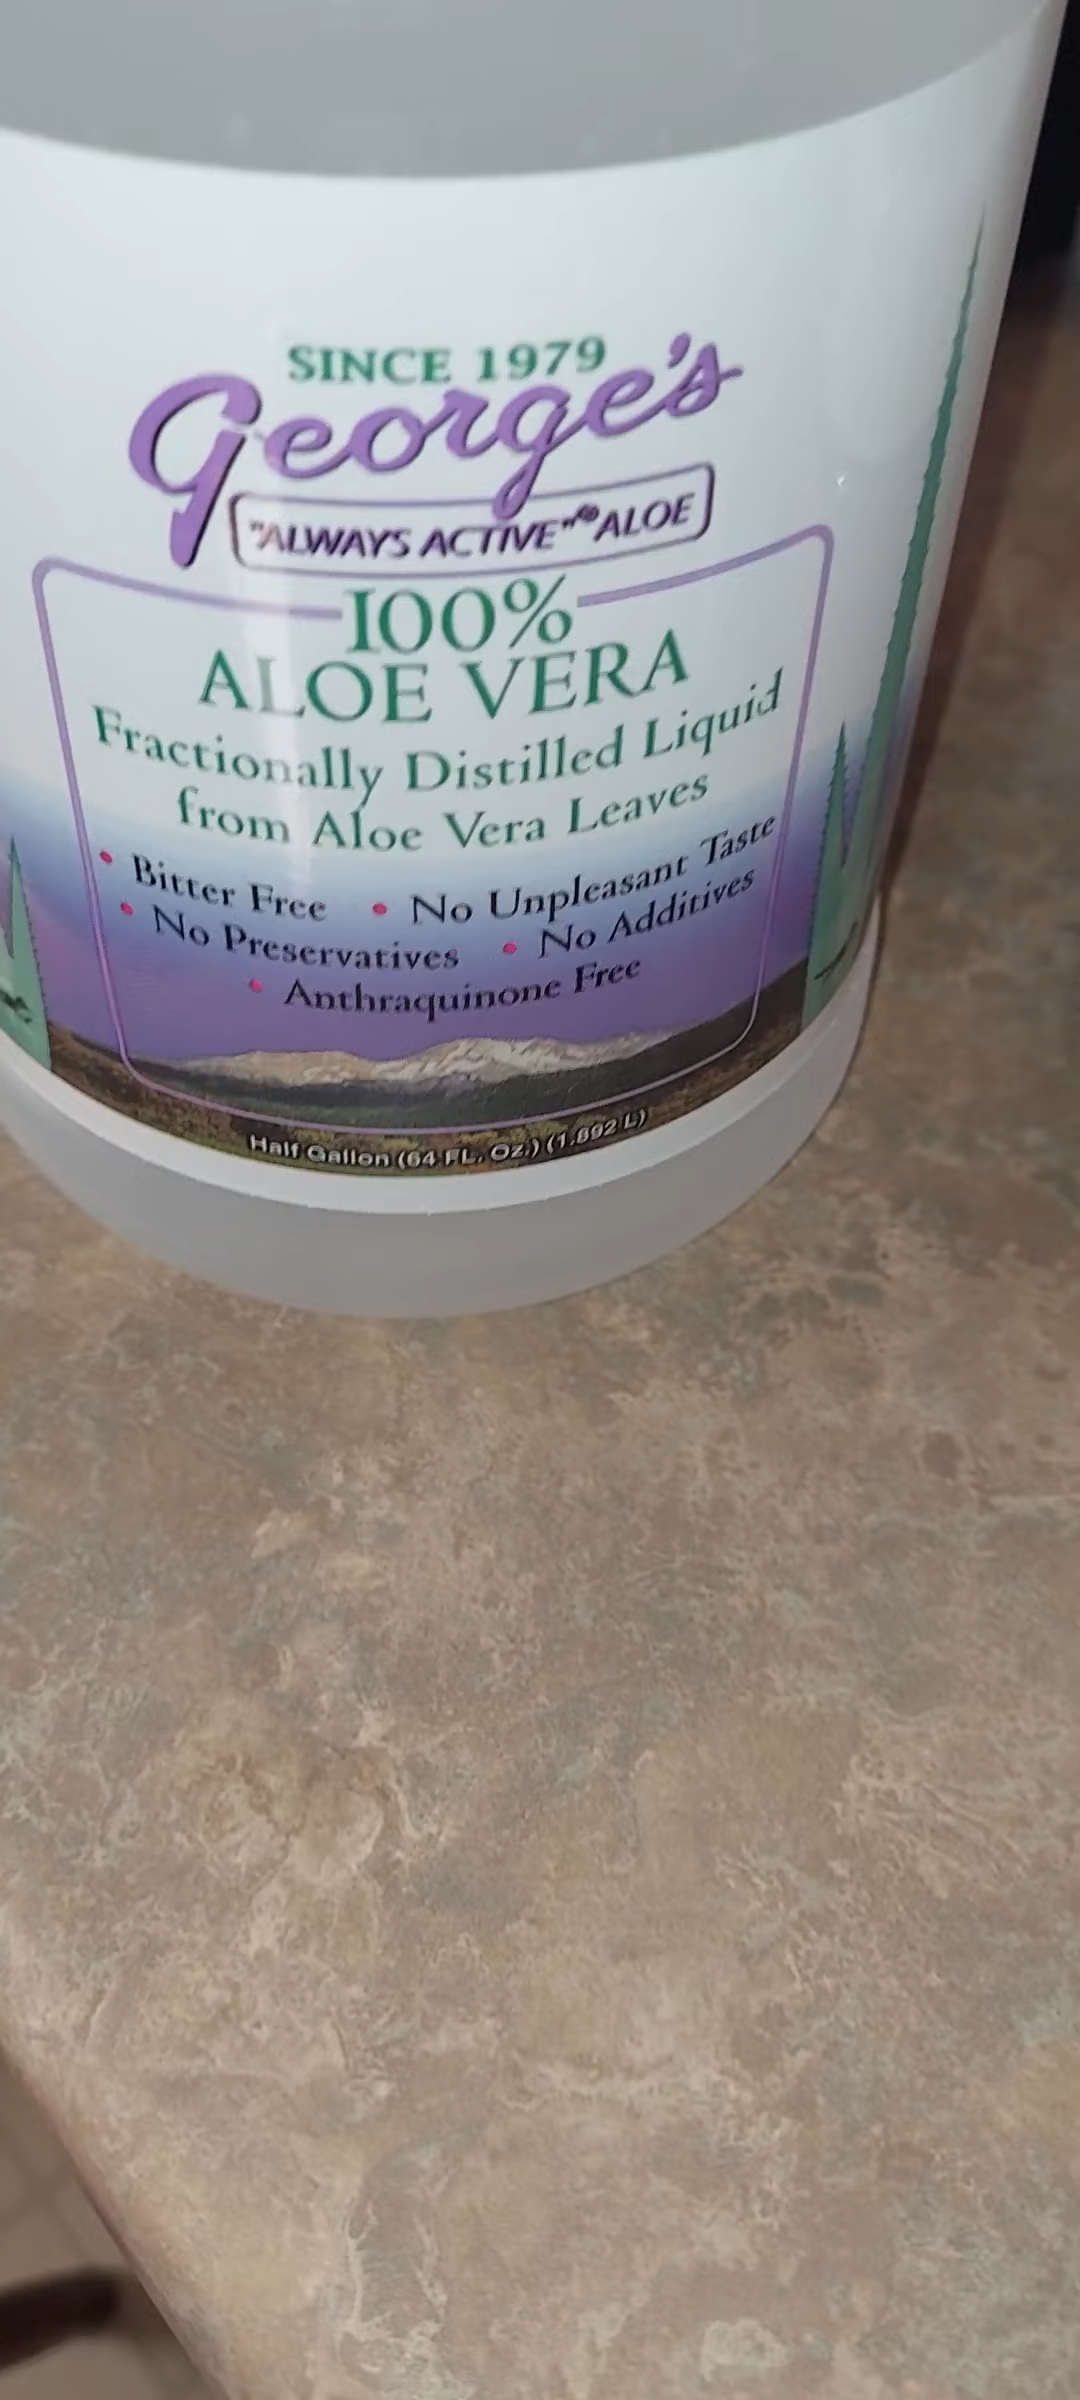 SINCE 1979
George's
"ALWAYS ACTIVE"® ALOE
100%
ALOE VERA
Fractionally Distilled Liquid
from Aloe Vera Leaves
• Bitter Free • No Unpleasant Taste
• No Preservatives • No Additives
• Anthraquinone Free
Half Gallon (64 FL. Oz.) (1.892 L)